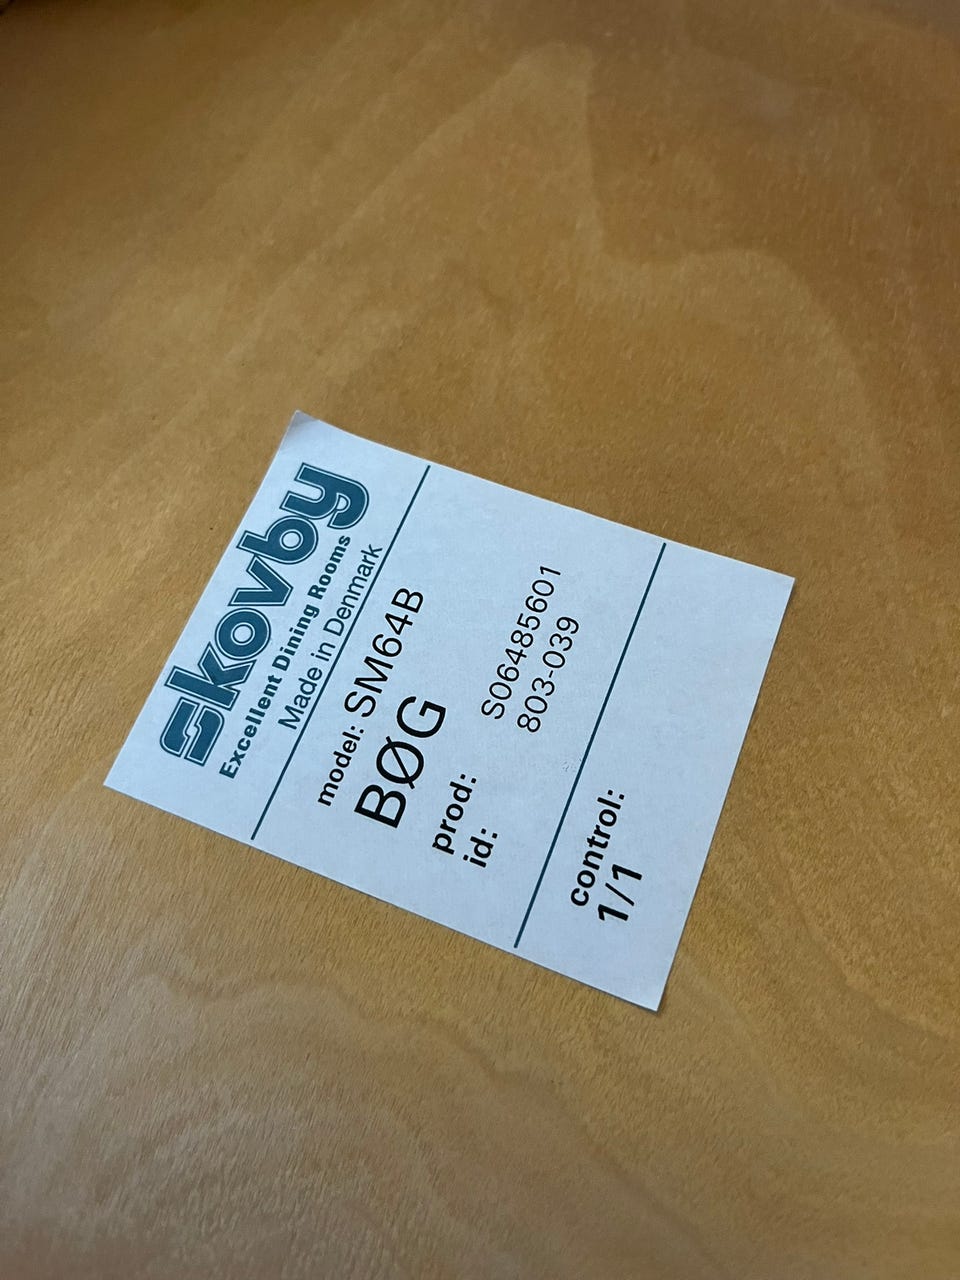 skovby
Excellent Dining Rooms
Made in Denmark
model: SM64B
BØG
prod: S06485601
id: 803-039
control:
1/1